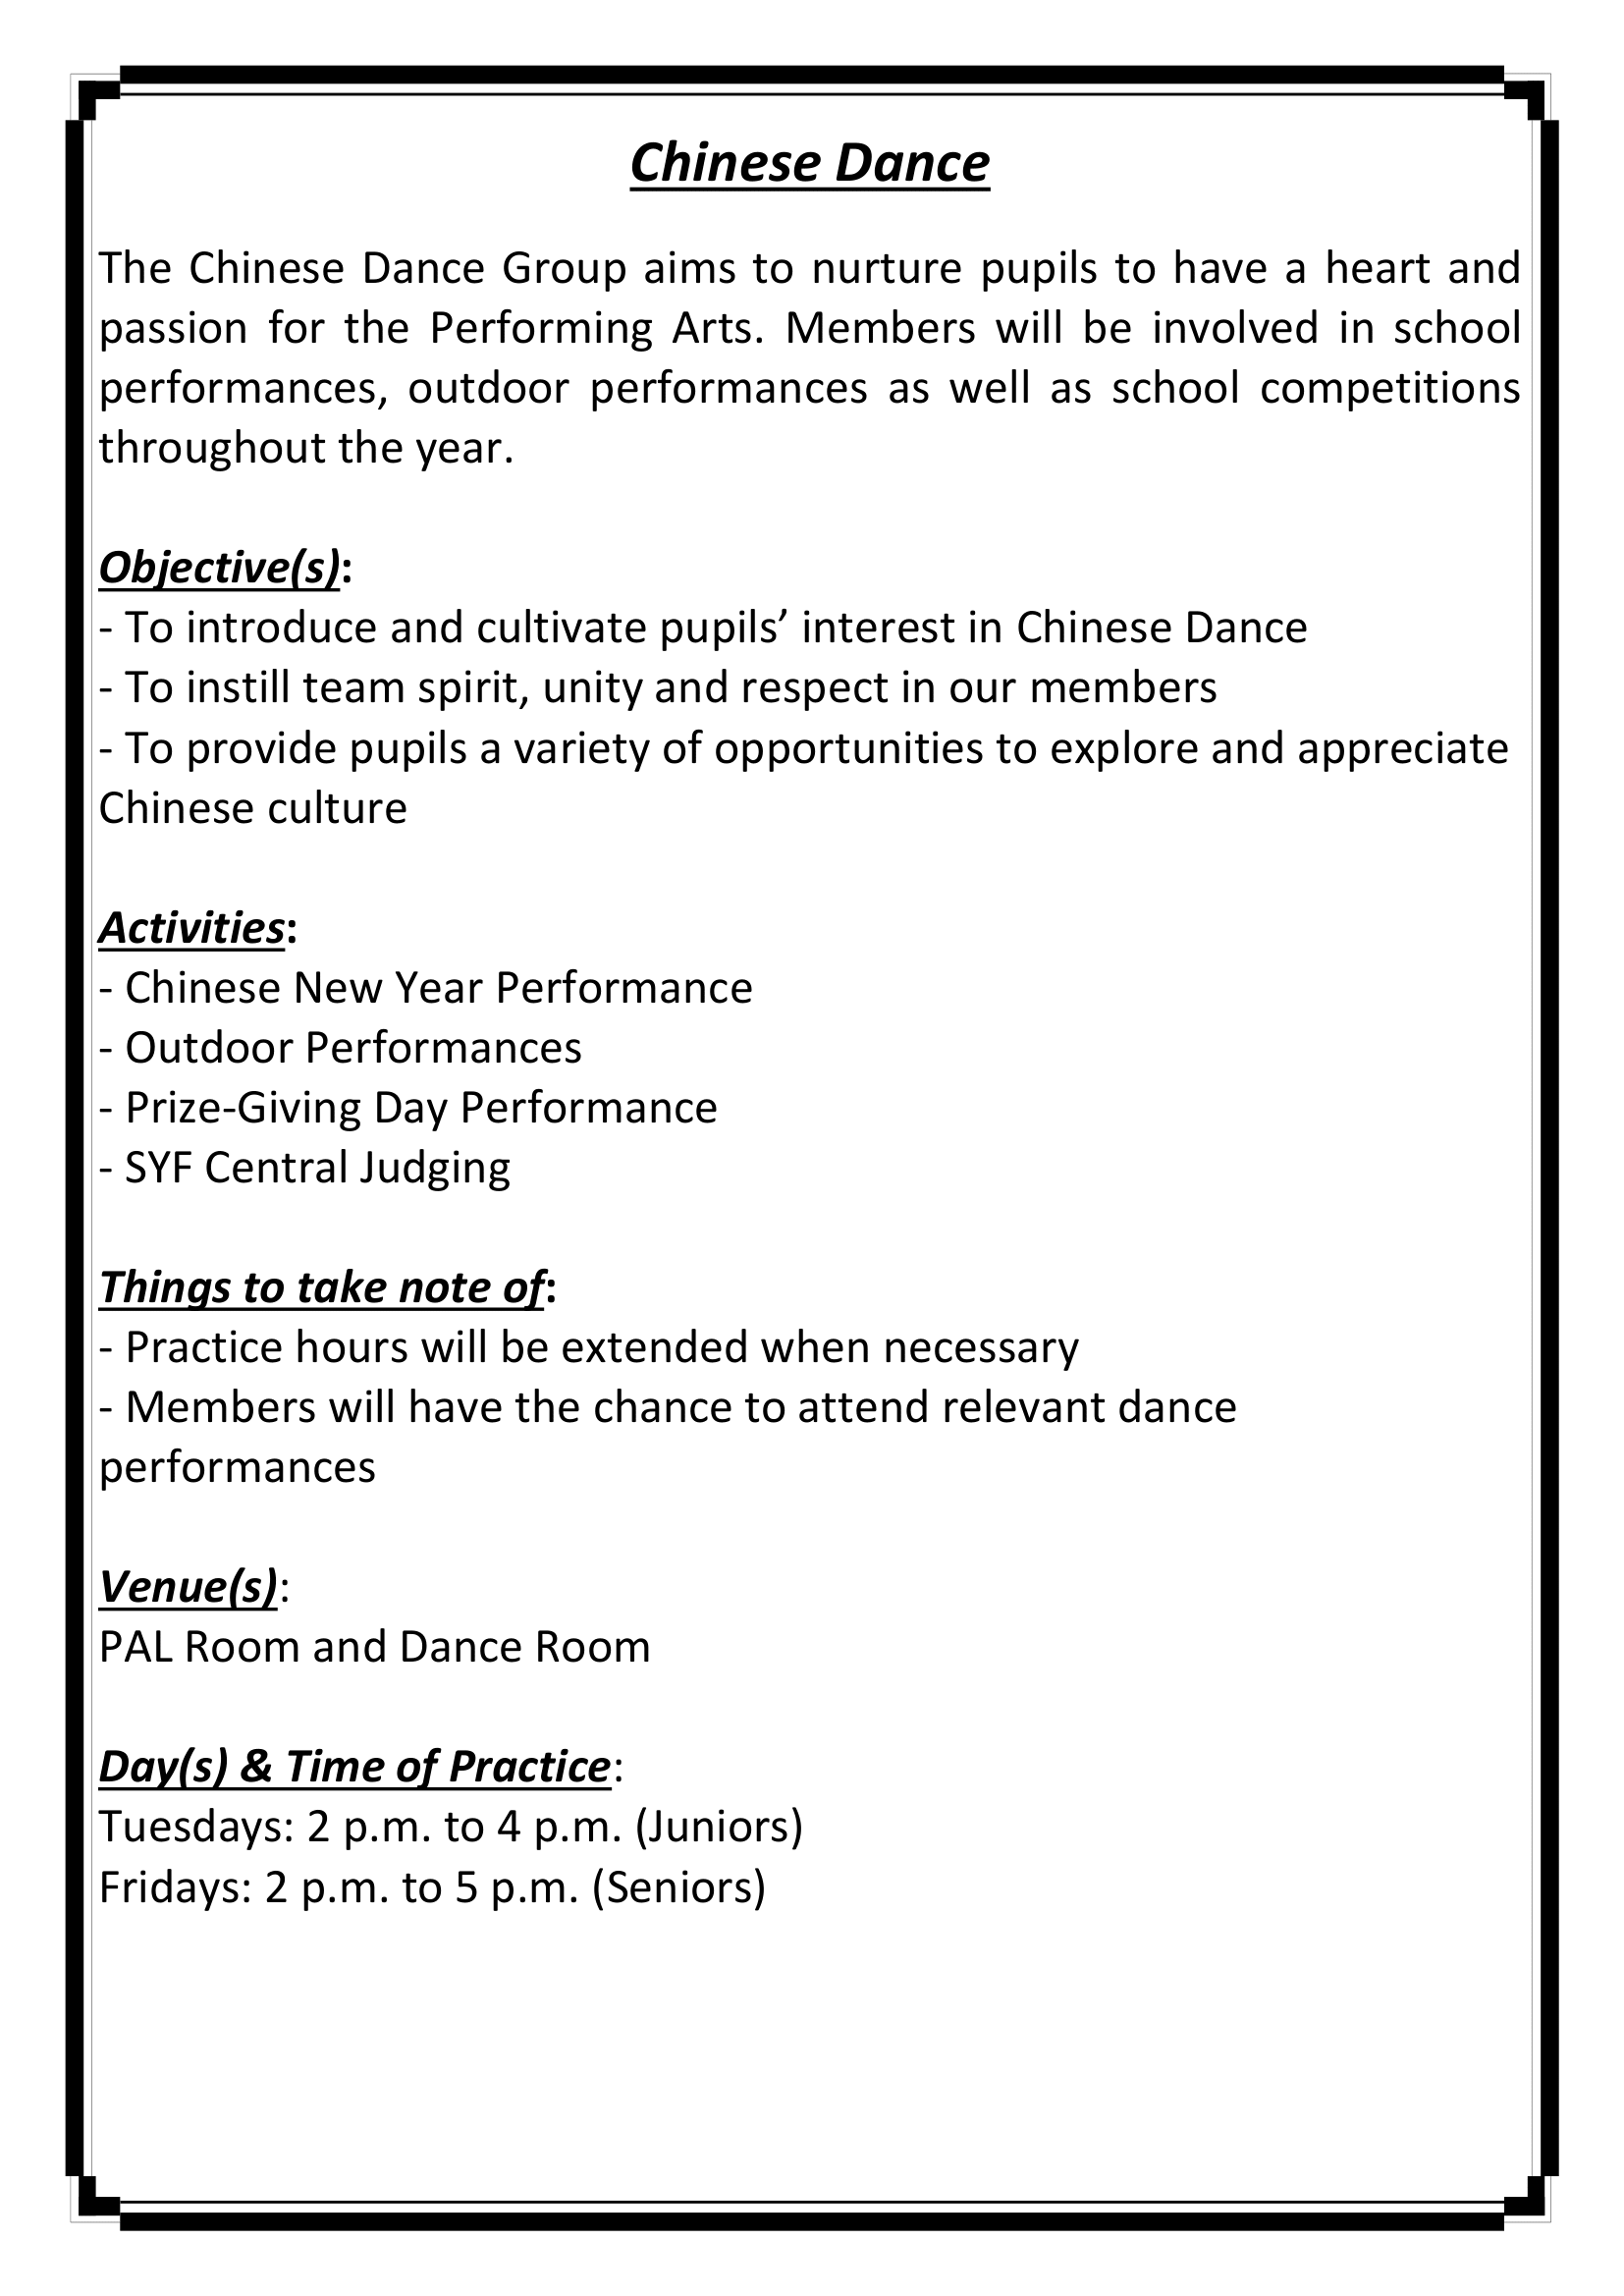 Chinese Dance
The Chinese Dance Group aims to nurture pupils to have a heart and
passion for the Performing Arts. Members will be involved in school
performances, outdoor performances as well as school competitions
throughout the year.
Objective(s):
- To introduce and cultivate pupils’ interest in Chinese Dance
- To instill team spirit, unity and respect in our members
- To provide pupils a variety of opportunities to explore and appreciate
Chinese culture
Activities:
- Chinese New Year Performance
- Outdoor Performances
- Prize-Giving Day Performance
- SYF Central Judging
Things to take note of:
- Practice hours will be extended when necessary
- Members will have the chance to attend relevant dance
performances
Venue(s):
PAL Room and Dance Room
Day(s) & Time of Practice:
Tuesdays: 2 p.m. to 4 p.m. (Juniors)
Fridays: 2 p.m. to 5 p.m. (Seniors)